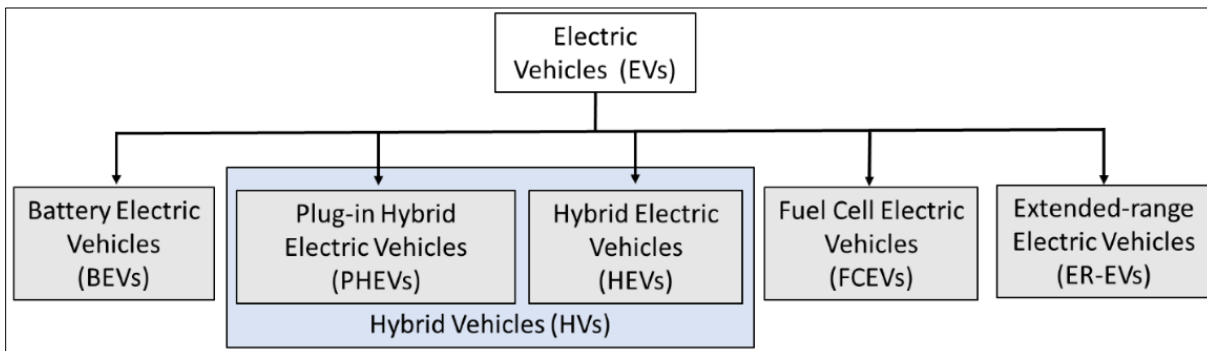 Electric
Vehicles (EVs)
Battery Electric
Vehicles
(BEVs)
Plug-in Hybrid
Electric Vehicles
(PHEVs)
Hybrid Electric
Vehicles
(HEVs)
Fuel Cell Electric
Vehicles
(FCEVs)
Extended-range
Electric Vehicles
(ER-EVs)
Hybrid Vehicles (HVs)